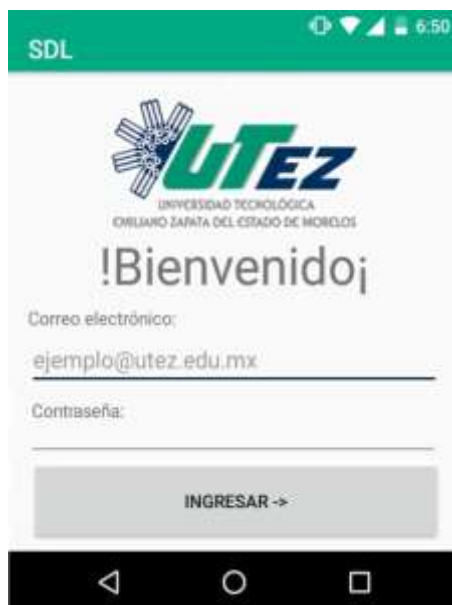 6:50
SDL
UTEZ
UNIVERSIDAD TECNOLÓGICA
EMILIANO ZAPATA DEL ESTADO DE MORELOS
!Bienvenido¡
Correo electrónico:
ejemplo@utez.edu.mx
Contraseña:
INGRESAR ->